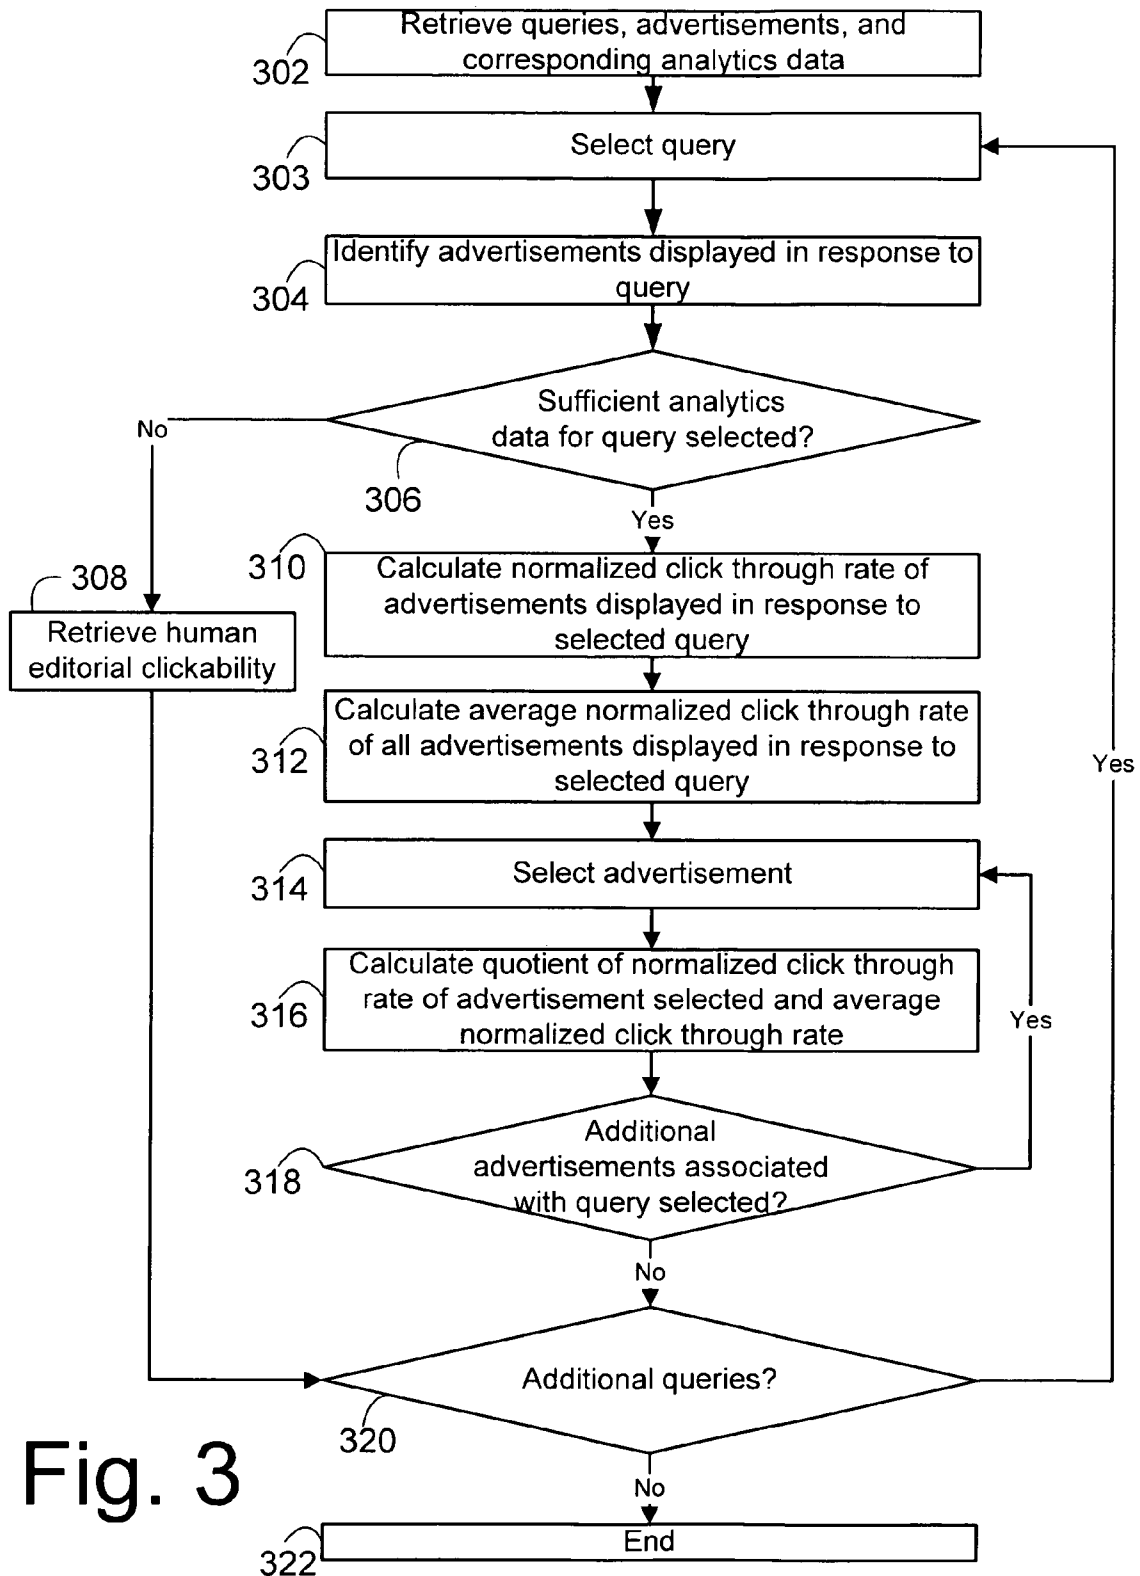 Retrieve queries, advertisements, and
corresponding analytics data
302
Select query
303
Identify advertisements displayed in response to
query
304
Sufficient analytics
data for query selected?
No
306
Yes
310
Calculate normalized click through rate of
advertisements displayed in response to
selected query
308
Retrieve human
editorial clickability
Calculate average normalized click through rate
of all advertisements displayed in response to
selected query
312
Yes
Select advertisement
314
Calculate quotient of normalized click through
rate of advertisement selected and average
normalized click through rate
316
Yes
Additional
advertisements associated
with query selected?
318
No
Additional queries?
320
Fig. 3
No
End
322